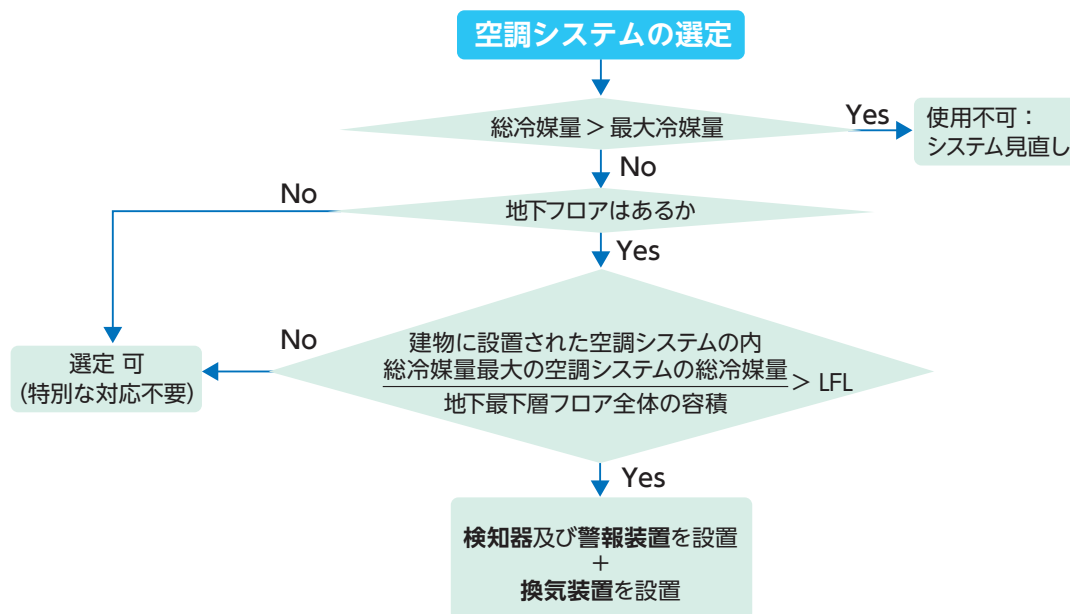 空調システムの選定
総冷媒量 > 最大冷媒量
Yes
使用不可：
システム見直し
No
地下フロアはあるか
No
Yes
建物に設置された空調システムの内
総冷媒量最大の空調システムの総冷媒量
地下最下層フロア全体の容積
> LFL
No
選定 可
（特別な対応不要）
Yes
検知器及び警報装置を設置
+
換気装置を設置